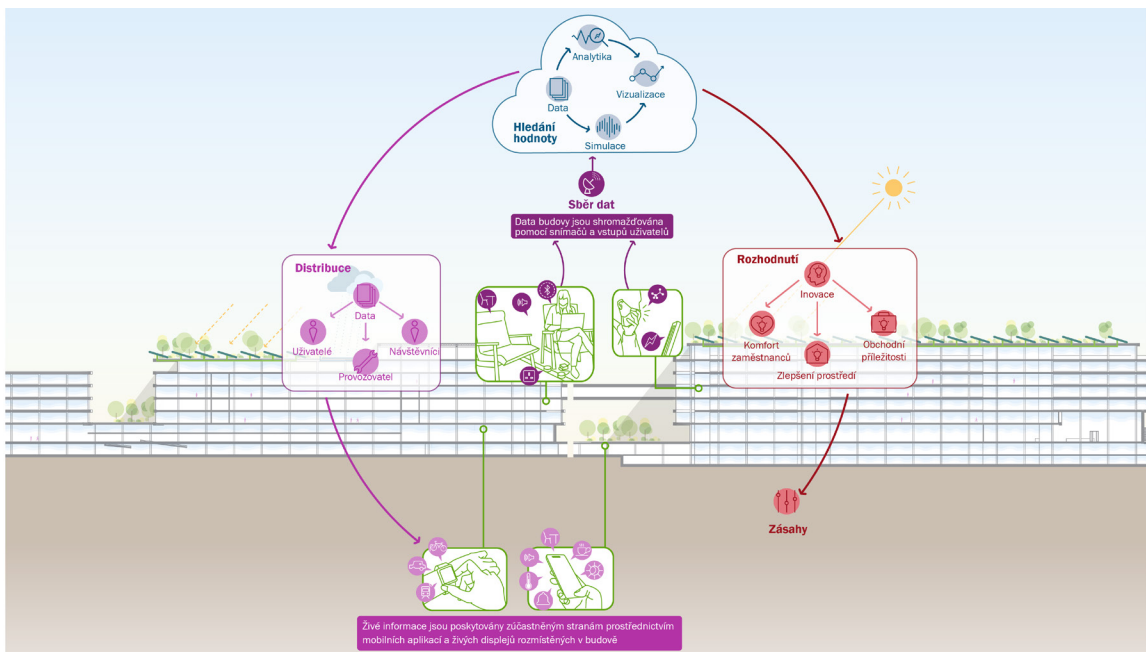 Analytika
Vizualizace
Data
Hledání
hodnoty
Simulace
Sběr dat
Data budovy jsou shromažďována
pomocí snímačů a vstupů uživatelů
Distribuce
Data
Uživatelé
Návštěvníci
Provozovatel
Rozhodnutí
Inovace
Komfort
zaměstnanců
Obchodní
příležitosti
Zlepšení prostředí
Zásahy
Živé informace jsou poskytovány zúčastněným stranám prostřednictvím
mobilních aplikací a živých displejů rozmístěných v budově